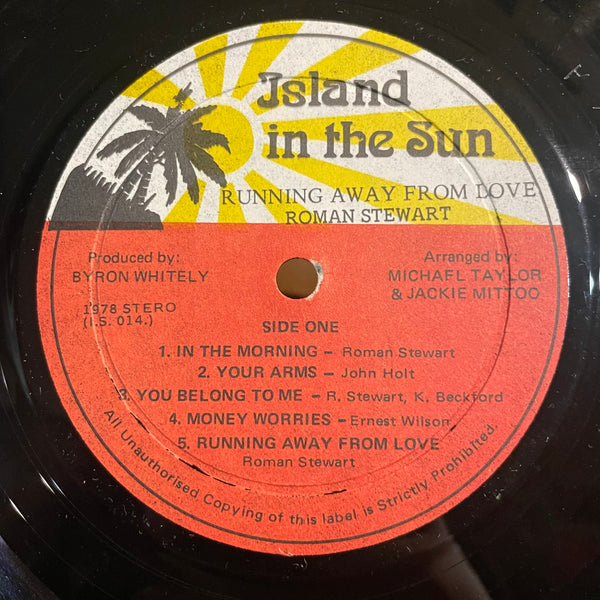 Island
in the Sun
RUNNING AWAY FROM LOVE
ROMAN STEWART
Produced by:
BYRON WHITELY
Arranged by:
MICHAEL TAYLOR
& JACKIE MITTOO
1978 STERO
(I.S. 014.)
SIDE ONE
1. IN THE MORNING – Roman Stewart
2. YOUR ARMS – John Holt
3. YOU BELONG TO ME – R. Stewart, K. Beckford
4. MONEY WORRIES – Ernest Wilson
5. RUNNING AWAY FROM LOVE
Roman Stewart
All Unauthorised Copying of this label is Strictly Prohibited.